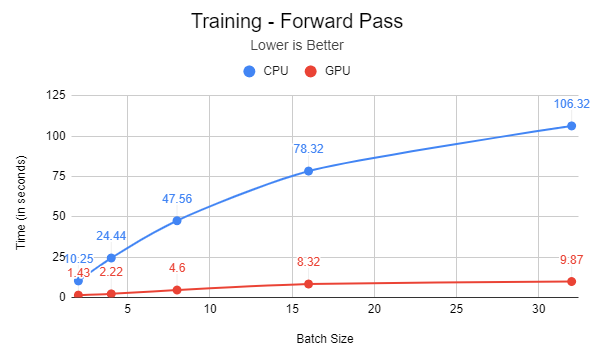 Training - Forward Pass
Lower is Better
CPU GPU
Time (in seconds)
125
100
75
50
25
0
10.25
24.44
47.56
78.32
106.32
1.43
2.22
4.6
8.32
9.87
5 10 15 20 25 30
Batch Size